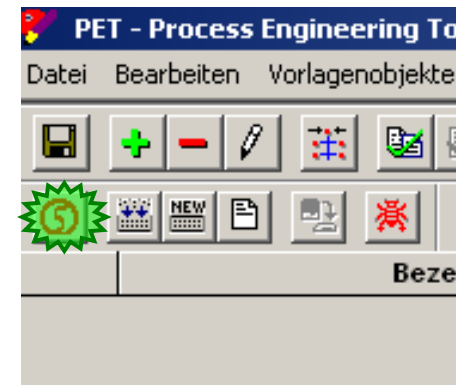 PET - Process Engineering To
Datei Bearbeiten Vorlagenobjekte
NEW
Beze